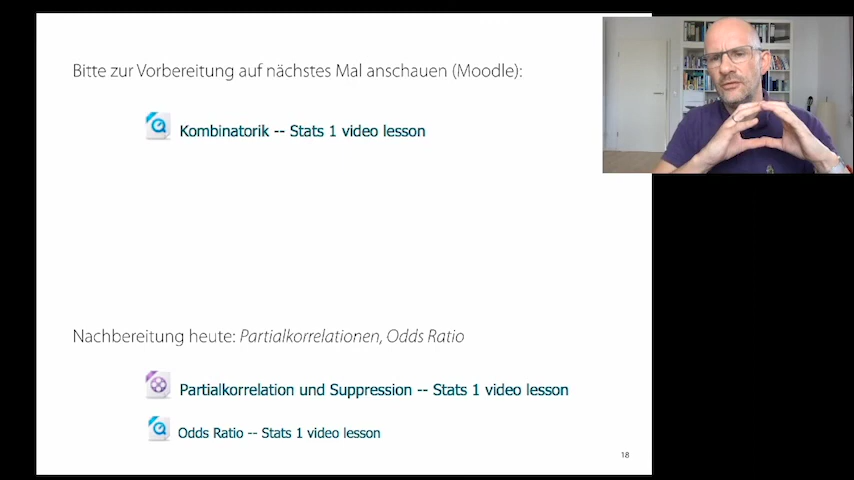 Bitte zur Vorbereitung auf nächstes Mal anschauen (Moodle):
Kombinatorik -- Stats 1 video lesson
Nachbereitung heute: Partialkorrelationen, Odds Ratio
Partialkorrelation und Suppression -- Stats 1 video lesson
Odds Ratio -- Stats 1 video lesson
18